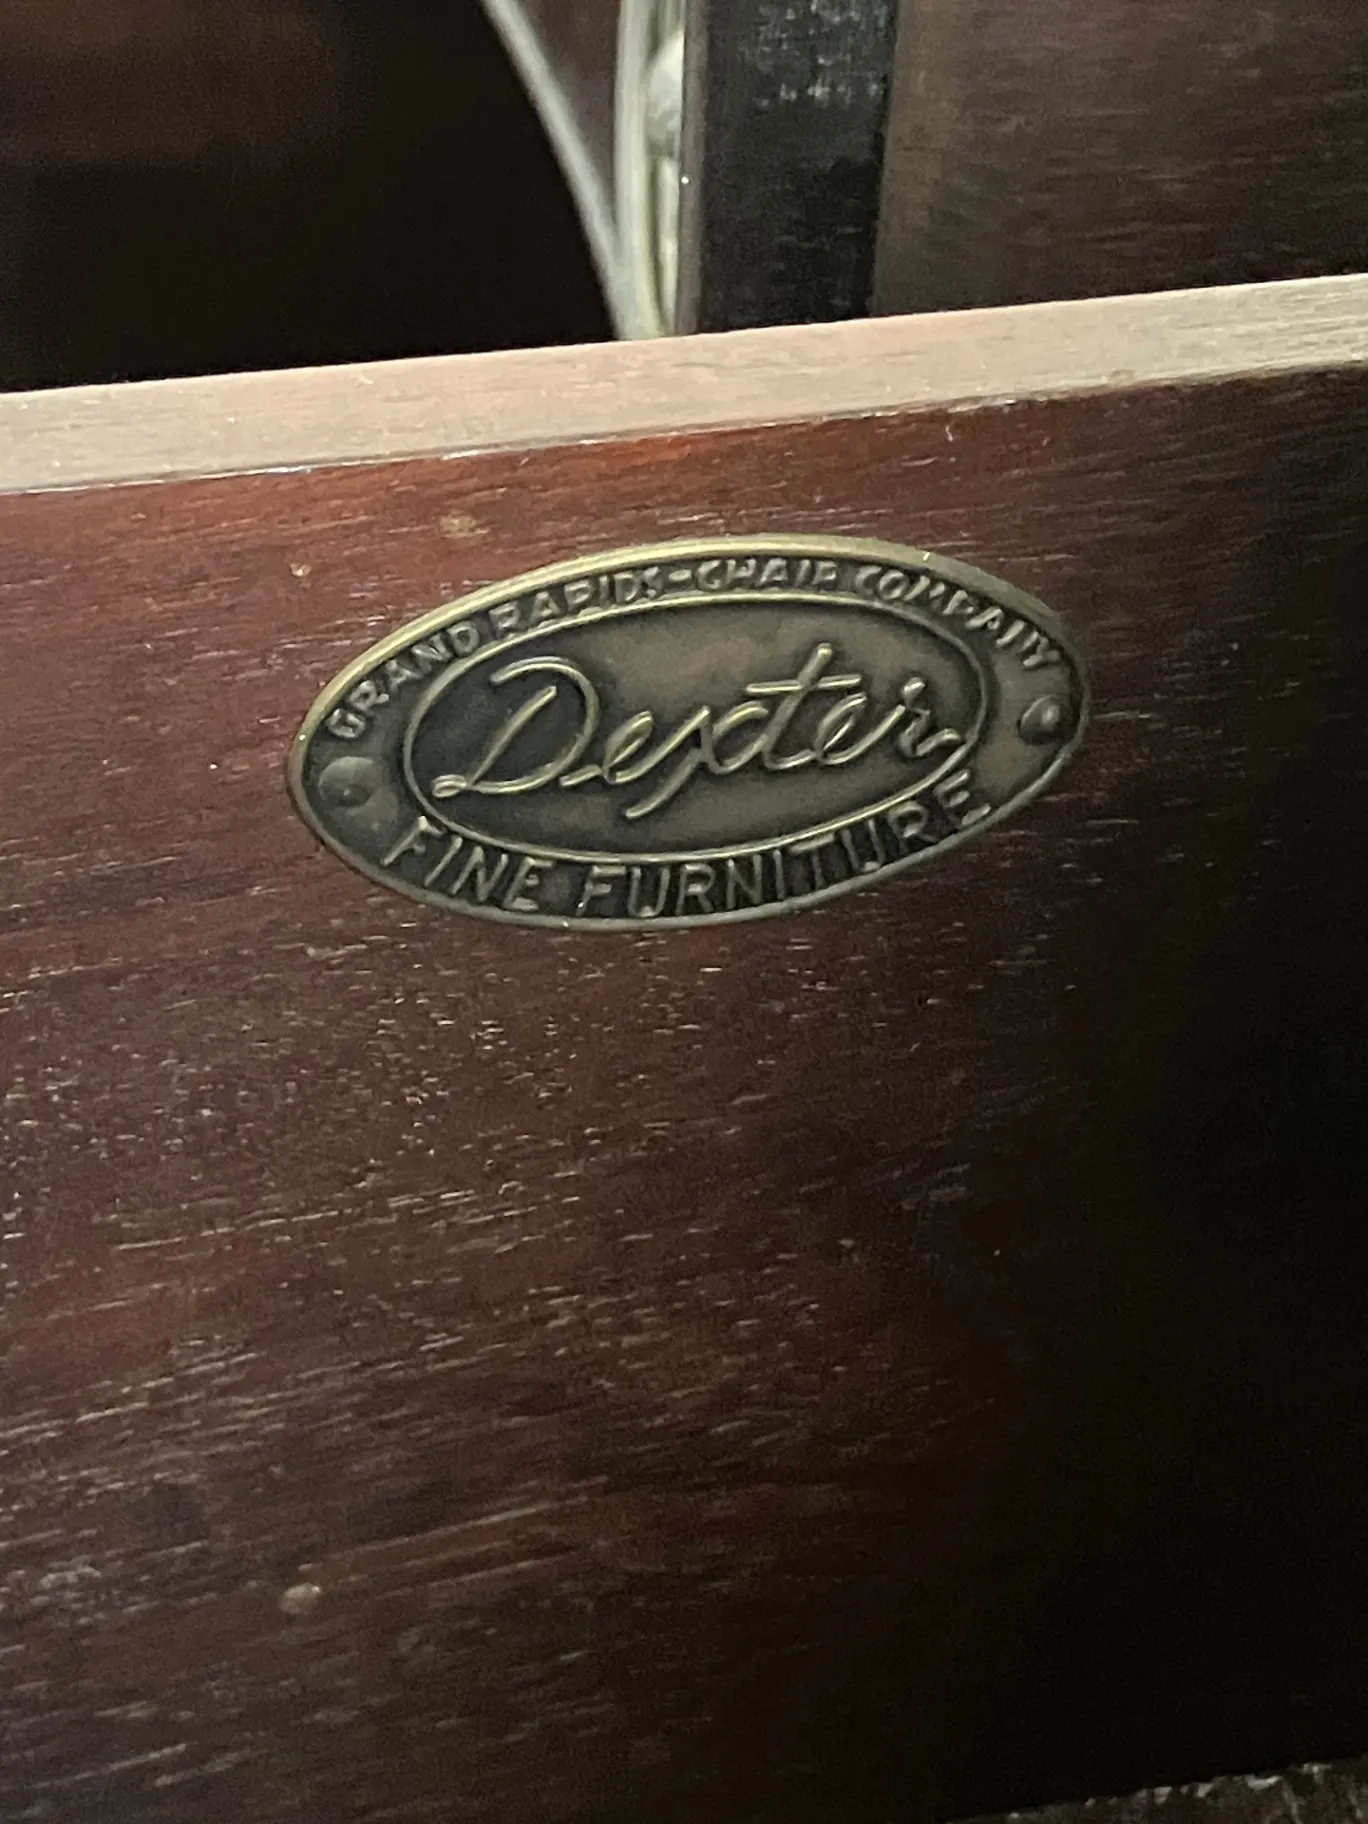 GRAND RAPIDS-CHAIR COMPANY
Dexter
FINE FURNITURE